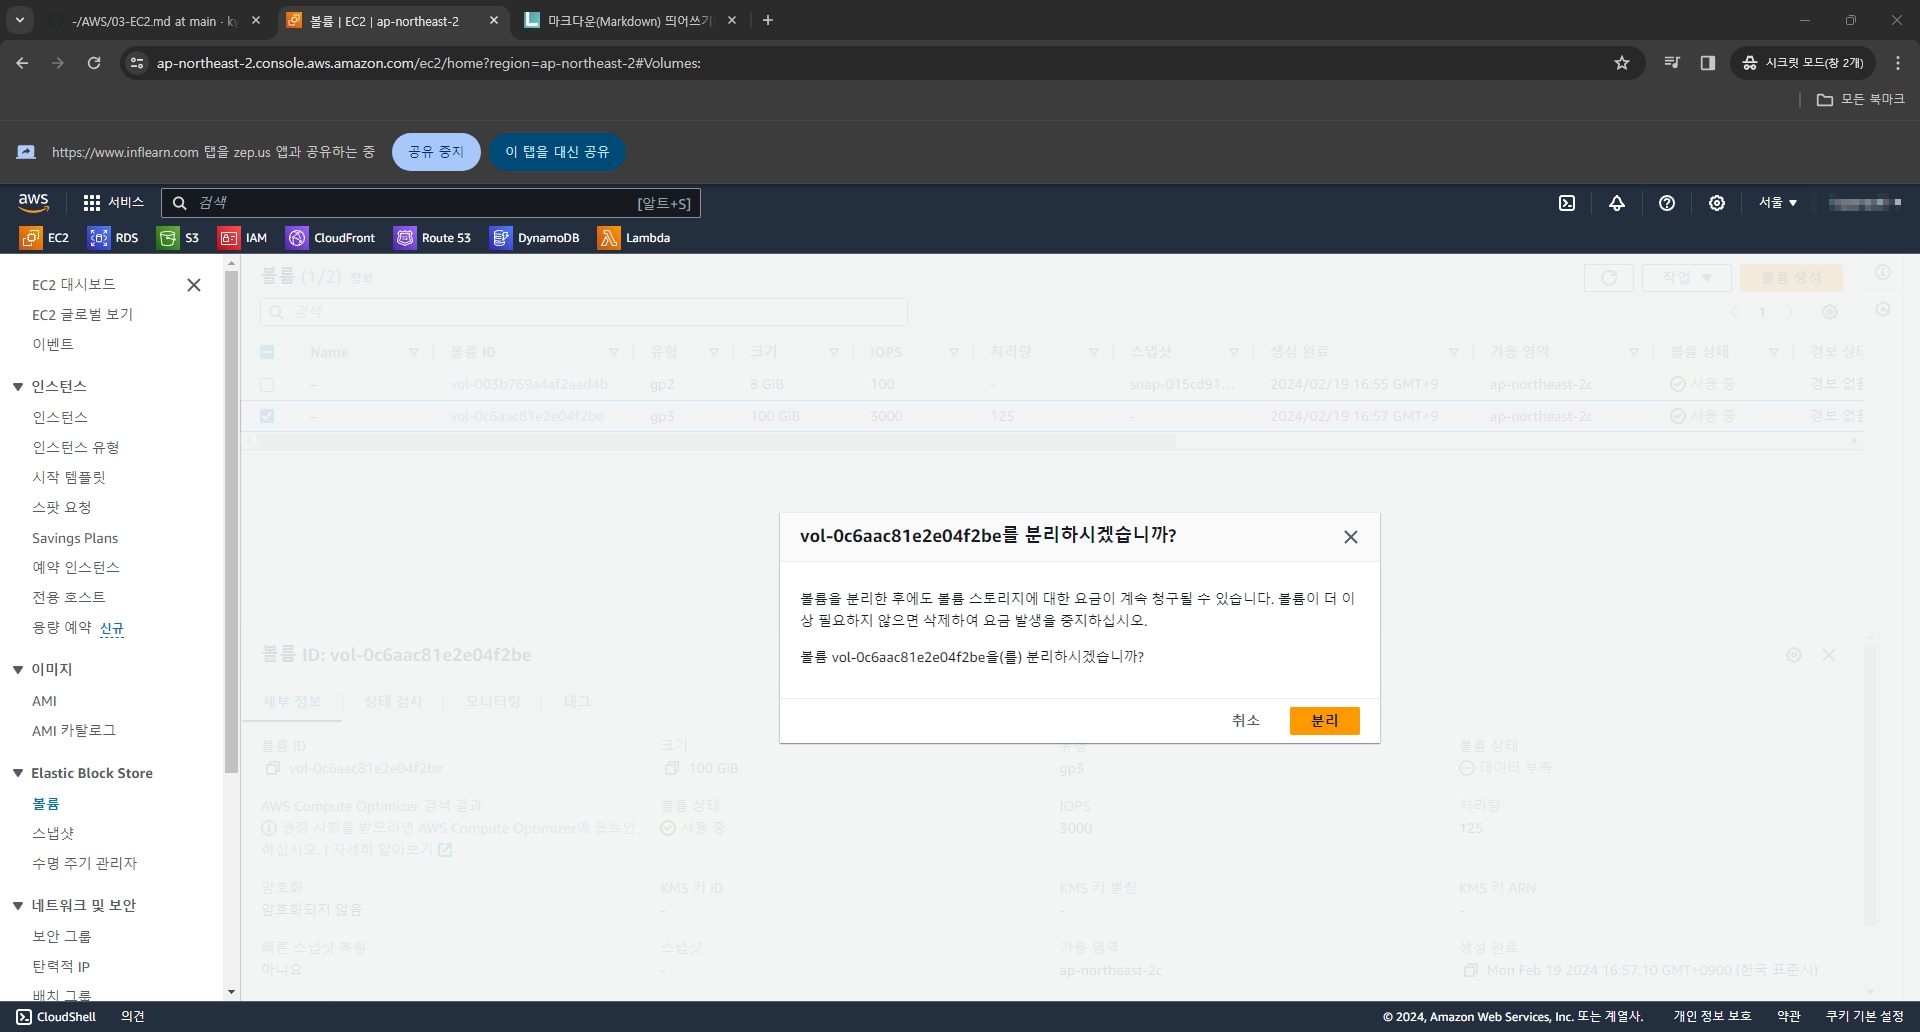 -/AWS/03-EC2.md at main · ky
볼륨 | EC2 | ap-northeast-2
마크다운(Markdown) 띄어쓰기
ap-northeast-2.console.aws.amazon.com/ec2/home?region=ap-northeast-2#Volumes:
시크릿 모드(창 2개)
모든 북마크
https://www.inflearn.com 탭을 zep.us 앱과 공유하는 중
공유 중지
이 탭을 대신 공유
aws
서비스
검색
[알트+S]
서울
EC2 RDS S3 IAM CloudFront Route 53 DynamoDB Lambda
EC2 대시보드
EC2 글로벌 보기
이벤트
인스턴스
인스턴스
인스턴스 유형
시작 템플릿
스팟 요청
Savings Plans
예약 인스턴스
전용 호스트
용량 예약 신규
이미지
AMI
AMI 카탈로그
Elastic Block Store
볼륨
스냅샷
수명 주기 관리자
네트워크 및 보안
보안 그룹
탄력적 IP
배치 그룹
볼륨 (1/2) 정보
작업
볼륨 생성
검색
1
Name 볼륨 ID 유형 크기 IOPS 처리량 스냅샷 생성 완료 가용 영역 볼륨 상태 경보 상태
– vol-003b769a4af2aad4b gp2 8 GiB 100 - snap-015cd91... 2024/02/19 16:55 GMT+9 ap-northeast-2c 사용 중 경보 없음
– vol-0c6aac81e2e04f2be gp3 100 GiB 3000 125 - 2024/02/19 16:57 GMT+9 ap-northeast-2c 사용 중 경보 없음
vol-0c6aac81e2e04f2be를 분리하시겠습니까?
볼륨을 분리한 후에도 볼륨 스토리지에 대한 요금이 계속 청구될 수 있습니다. 볼륨이 더 이
상 필요하지 않으면 삭제하여 요금 발생을 중지하십시오.
볼륨 vol-0c6aac81e2e04f2be을(를) 분리하시겠습니까?
취소
분리
볼륨 ID: vol-0c6aac81e2e04f2be
세부 정보 상태 검사 모니터링 태그
볼륨 ID 크기 유형 볼륨 상태
vol-0c6aac81e2e04f2be 100 GiB gp3 데이터 부족
AWS Compute Optimizer 검색 결과 볼륨 상태 IOPS 처리량
권장 사항을 받으려면 AWS Compute Optimizer에 옵트인 사용 중 3000 125
하십시오. | 자세히 알아보기
암호화 KMS 키 ID KMS 키 별칭 KMS 키 ARN
암호화되지 않음 - - -
빠른 스냅샷 복원 스냅샷 가용 영역 생성 완료
아니요 - ap-northeast-2c Mon Feb 19 2024 16:57:10 GMT+0900 (한국 표준시)
CloudShell 의견
© 2024, Amazon Web Services, Inc. 또는 계열사. 개인 정보 보호 약관 쿠키 기본 설정